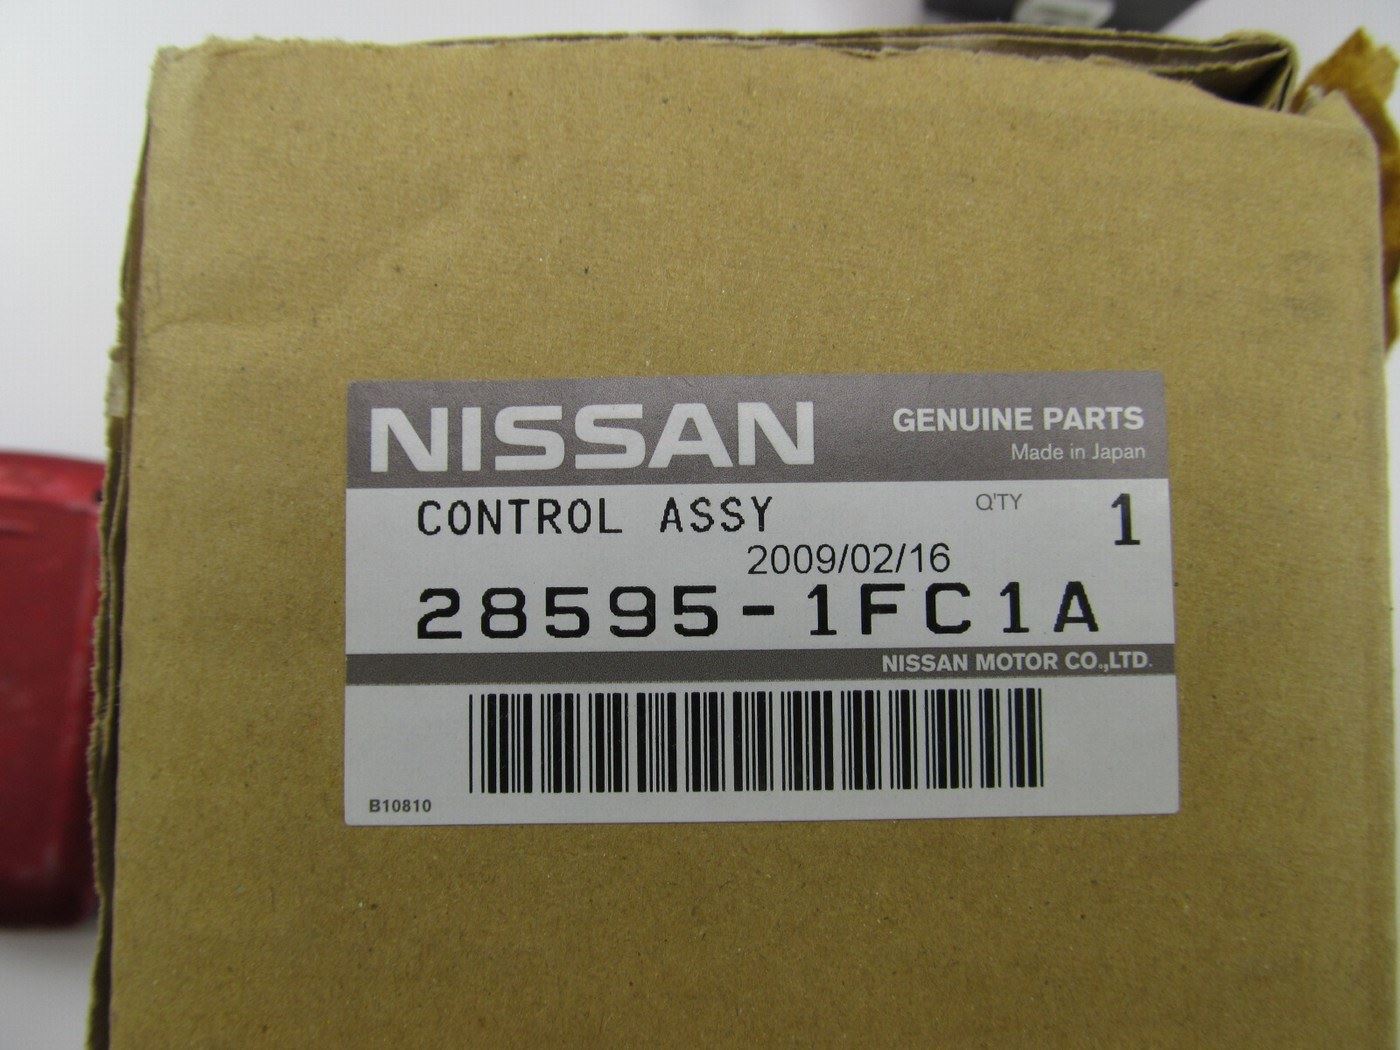 NISSAN
GENUINE PARTS
Made in Japan
CONTROL ASSY
Q'TY 1
2009/02/16
28595-1FC1A
NISSAN MOTOR CO.,LTD.
B10810